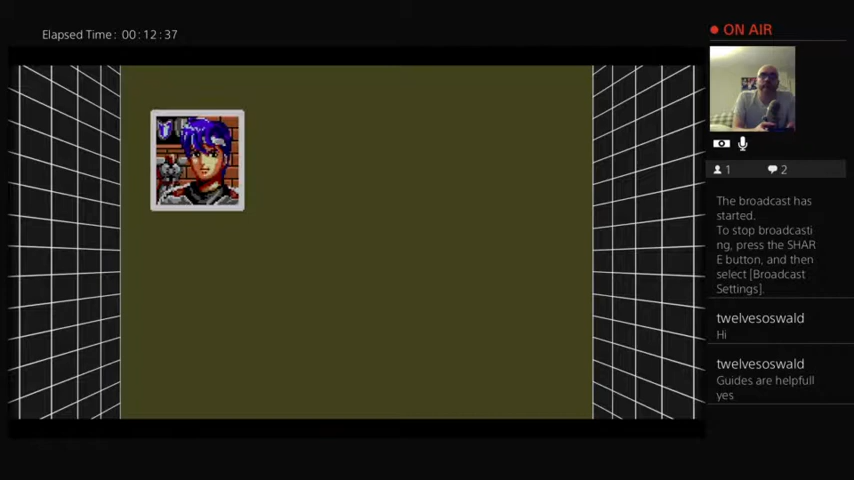 Elapsed Time: 00:12:37
ON AIR
1
2
The broadcast has
started.
To stop broadcasti
ng, press the SHAR
E button, and then
select [Broadcast
Settings].
twelvesoswald
Hi
twelvesoswald
Guides are helpfull
yes